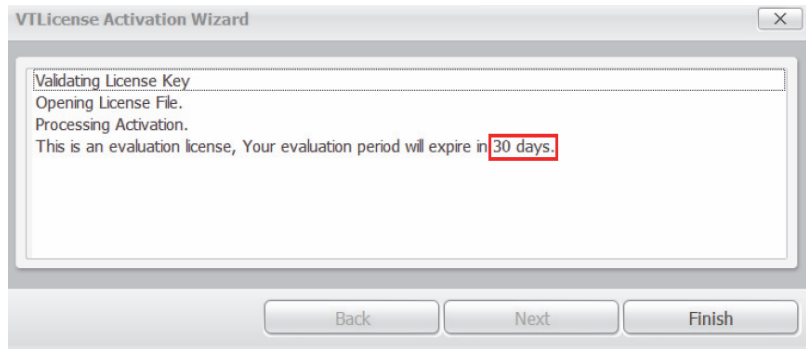 VTLicense Activation Wizard
Validating License Key
Opening License File.
Processing Activation.
This is an evaluation license, Your evaluation period will expire in 30 days.
Back Next Finish